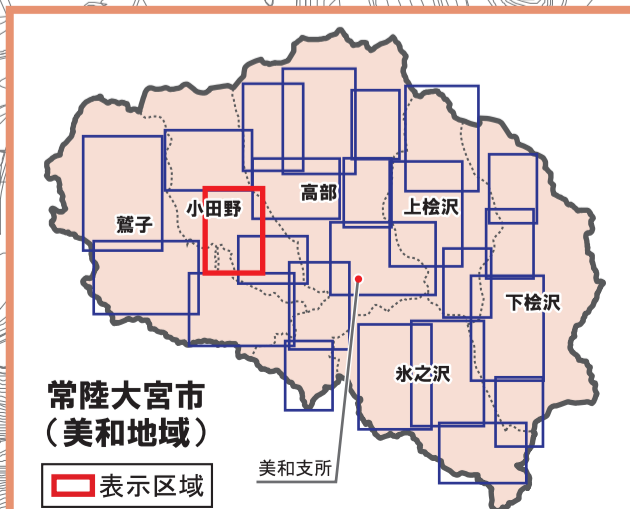 高部
小田野
上桧沢
鷲子
下桧沢
氷之沢
常陸大宮市
（美和地域）
美和支所
表示区域